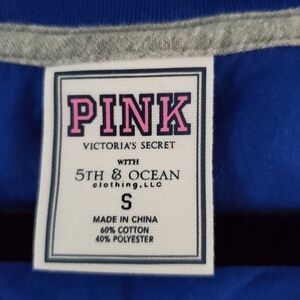 PINK
VICTORIA'S SECRET
WITH
5TH & OCEAN
clothing, LLC
S
MADE IN CHINA
60% COTTON
40% POLYESTER